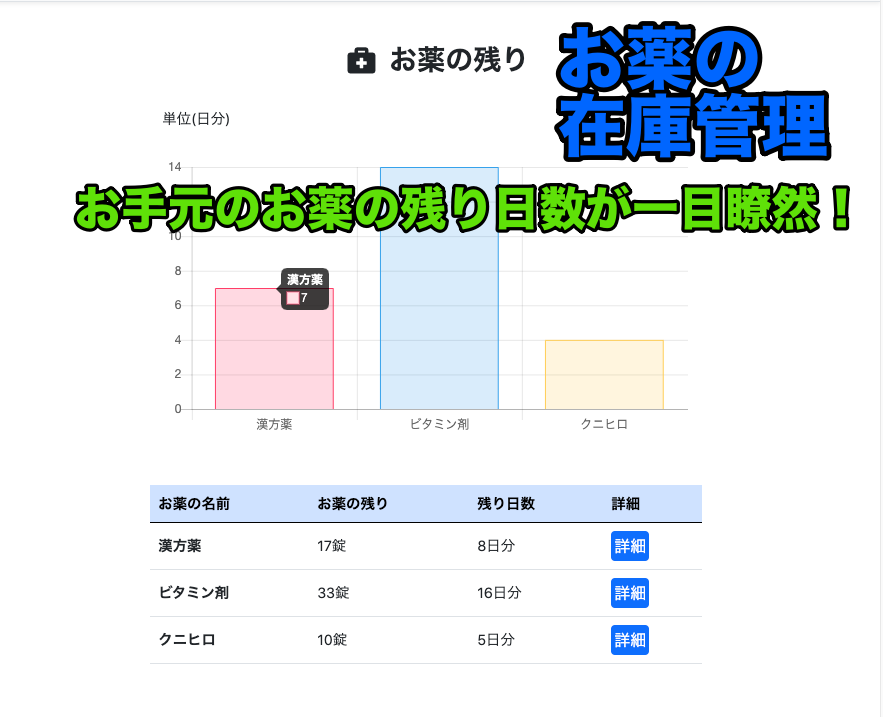 お薬の残り
お薬の
在庫管理
単位(日分)
14
お手元のお薬の残り日数が一目瞭然！
10
8
漢方薬
7
6
4
2
0
漢方薬 ビタミン剤 クニヒロ
お薬の名前 お薬の残り 残り日数 詳細
漢方薬 17錠 8日分 詳細
ビタミン剤 33錠 16日分 詳細
クニヒロ 10錠 5日分 詳細